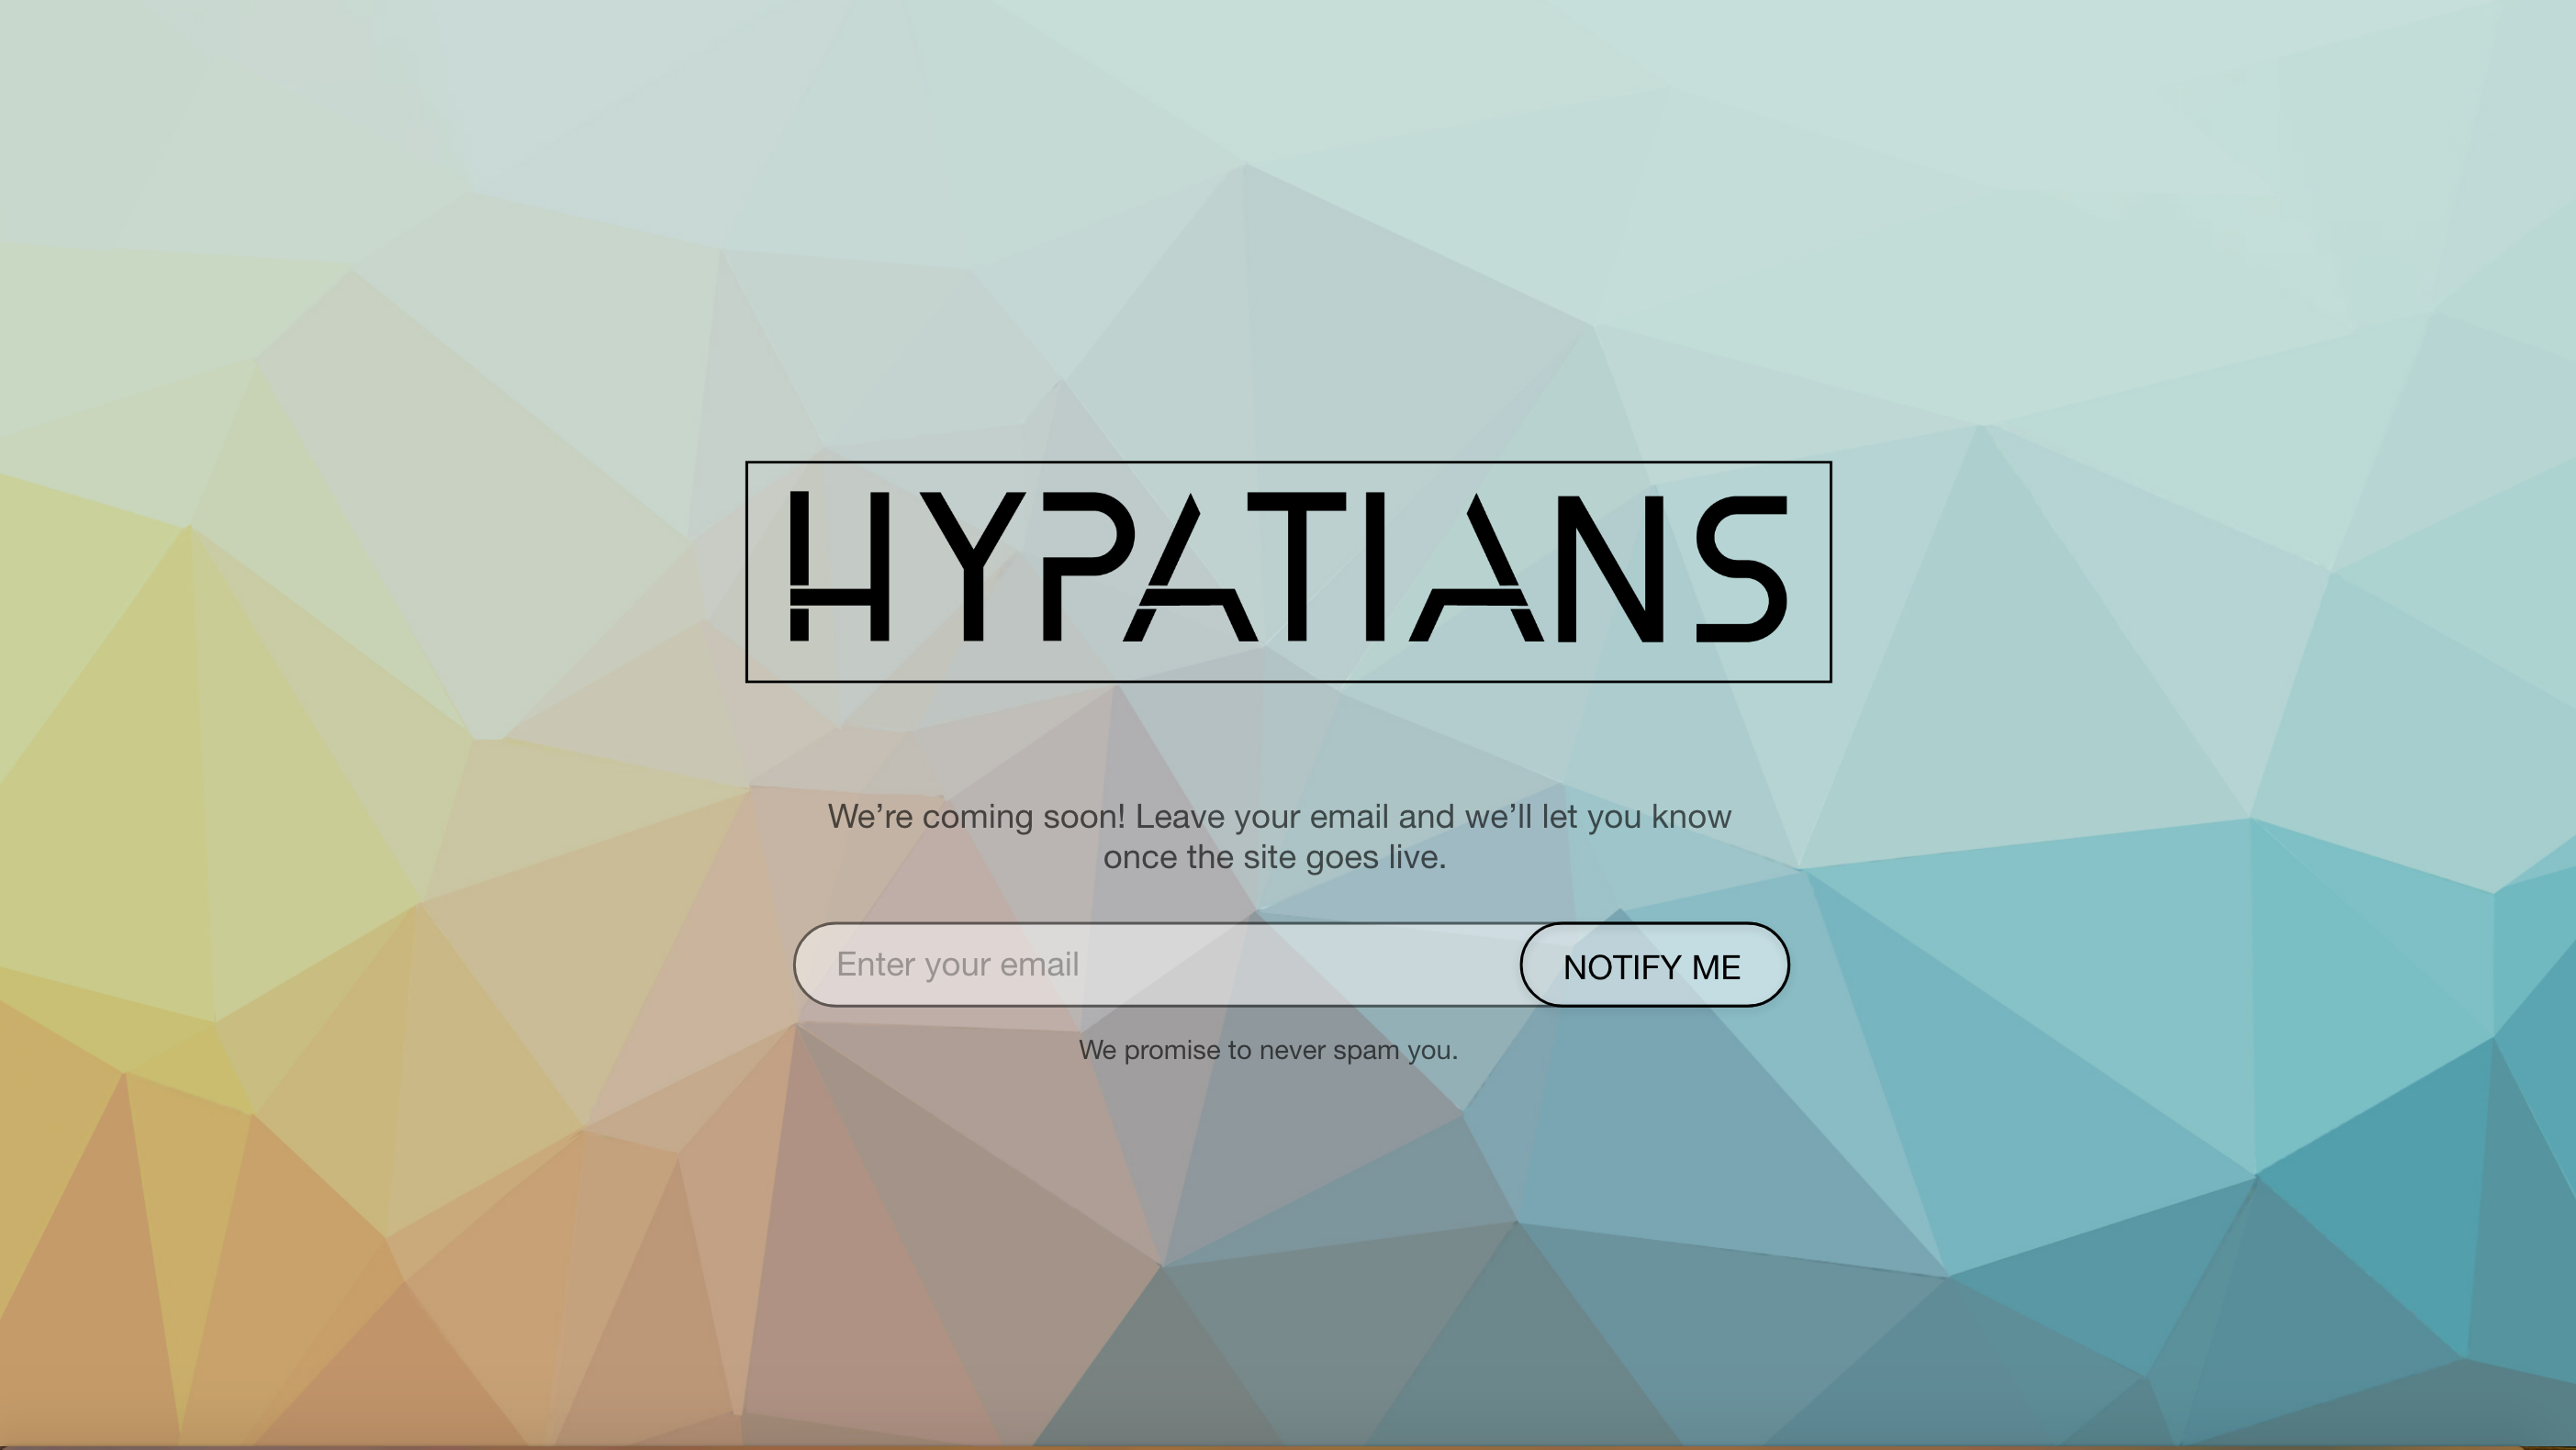 HYPATIANS
We’re coming soon! Leave your email and we’ll let you know
once the site goes live.
Enter your email
NOTIFY ME
We promise to never spam you.